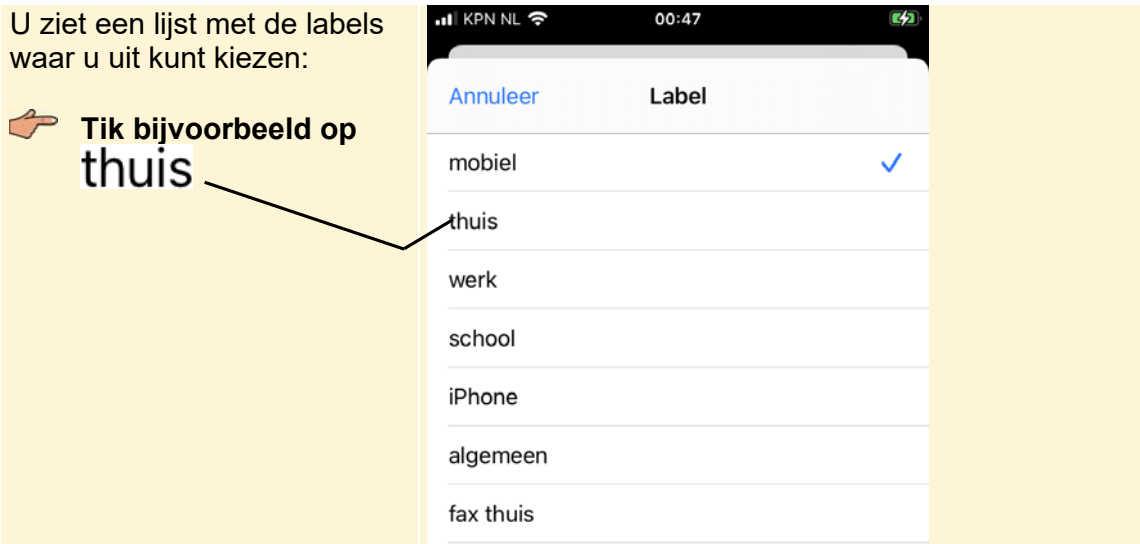 U ziet een lijst met de labels
waar u uit kunt kiezen:
Tik bijvoorbeeld op
thuis
KPN NL 00:47
Annuleer Label
mobiel
thuis
werk
school
iPhone
algemeen
fax thuis